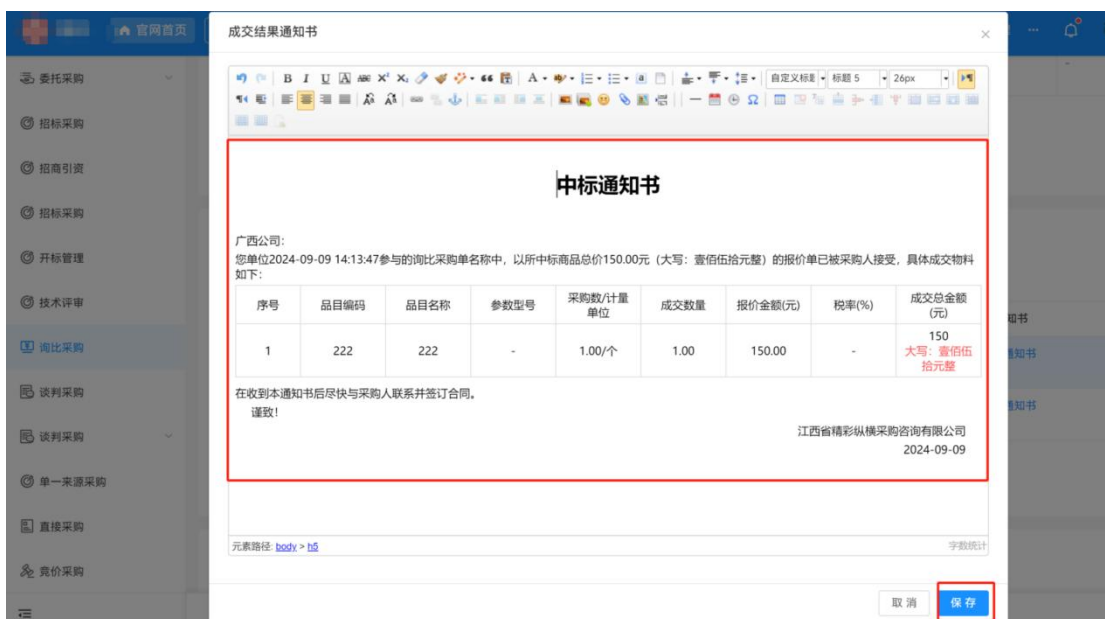 官网首页
成交结果通知书
委托采购
招标采购
招商引资
招标采购
开标管理
技术评审
询比采购
谈判采购
谈判采购
单一来源采购
直接采购
竞价采购
自定义标题
标题 5
26px
中标通知书
广西公司：
您单位2024-09-09 14:13:47参与的询比采购单名称中，以所中标商品总价150.00元（大写：壹佰伍拾元整）的报价单已被采购人接受，具体成交物料
如下：
序号 品目编码 品目名称 参数型号 采购数/计量单位 成交数量 报价金额(元) 税率(%) 成交总金额(元)
1 222 222 - 1.00/个 1.00 150.00 - 150
大写：壹佰伍
拾元整
在收到本通知书后尽快与采购人联系并签订合同。
谨致！
江西省精彩纵横采购咨询有限公司
2024-09-09
元素路径: body > h5
字数统计
取 消
保 存
知书
通知书
通知书